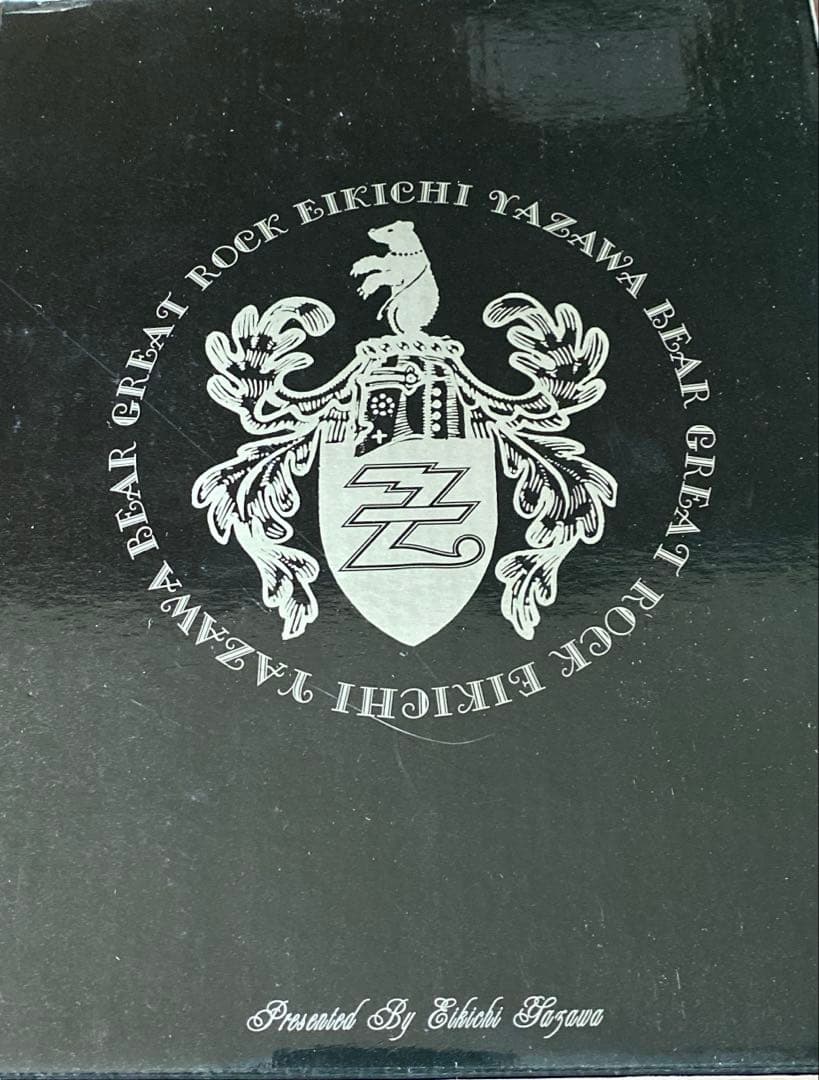 GREAT ROCK EIKICHI YAZAWA BEAR GREAT ROCK EIKICHI YAZAWA BEAR
Z
Presented By Eikichi Yazawa